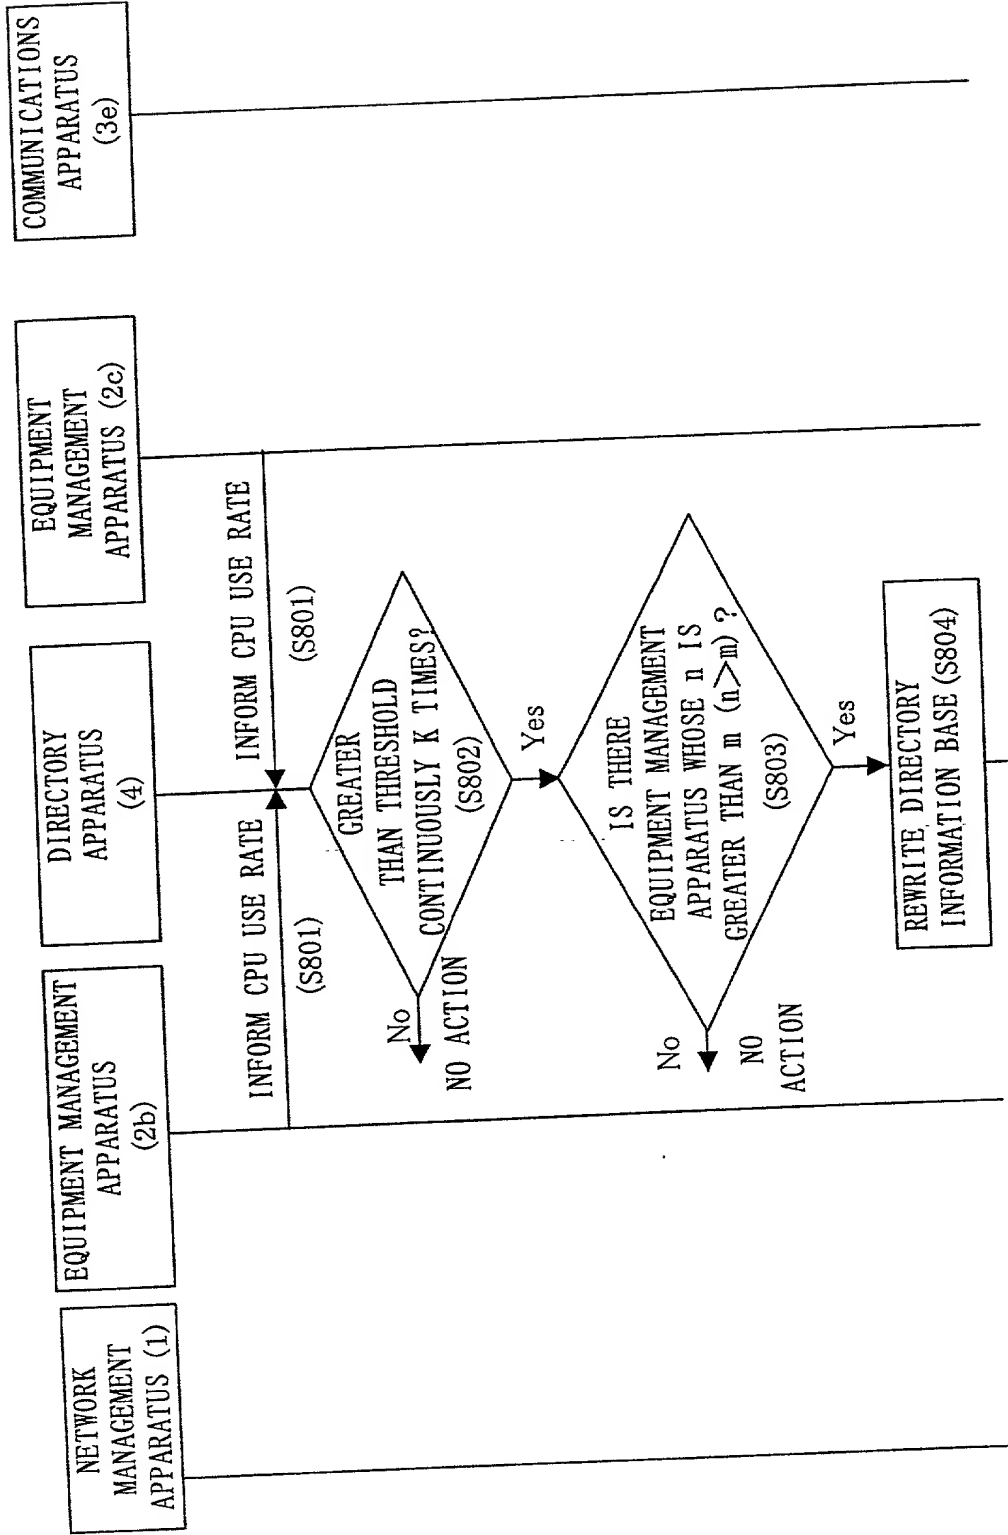 NETWORK
MANAGEMENT
APPARATUS (1)
EQUIPMENT MANAGEMENT
APPARATUS
(2b)
DIRECTORY
APPARATUS
(4)
EQUIPMENT
MANAGEMENT
APPARATUS (2c)
COMMUNICATIONS
APPARATUS
(3e)
INFORM CPU USE RATE
(S801)
INFORM CPU USE RATE
(S801)
GREATER
THAN THRESHOLD
CONTINUOUSLY K TIMES?
(S802)
No
NO ACTION
Yes
IS THERE
EQUIPMENT MANAGEMENT
APPARATUS WHOSE n IS
GREATER THAN m (n>m)?
(S803)
No
NO
ACTION
Yes
REWRITE DIRECTORY
INFORMATION BASE (S804)